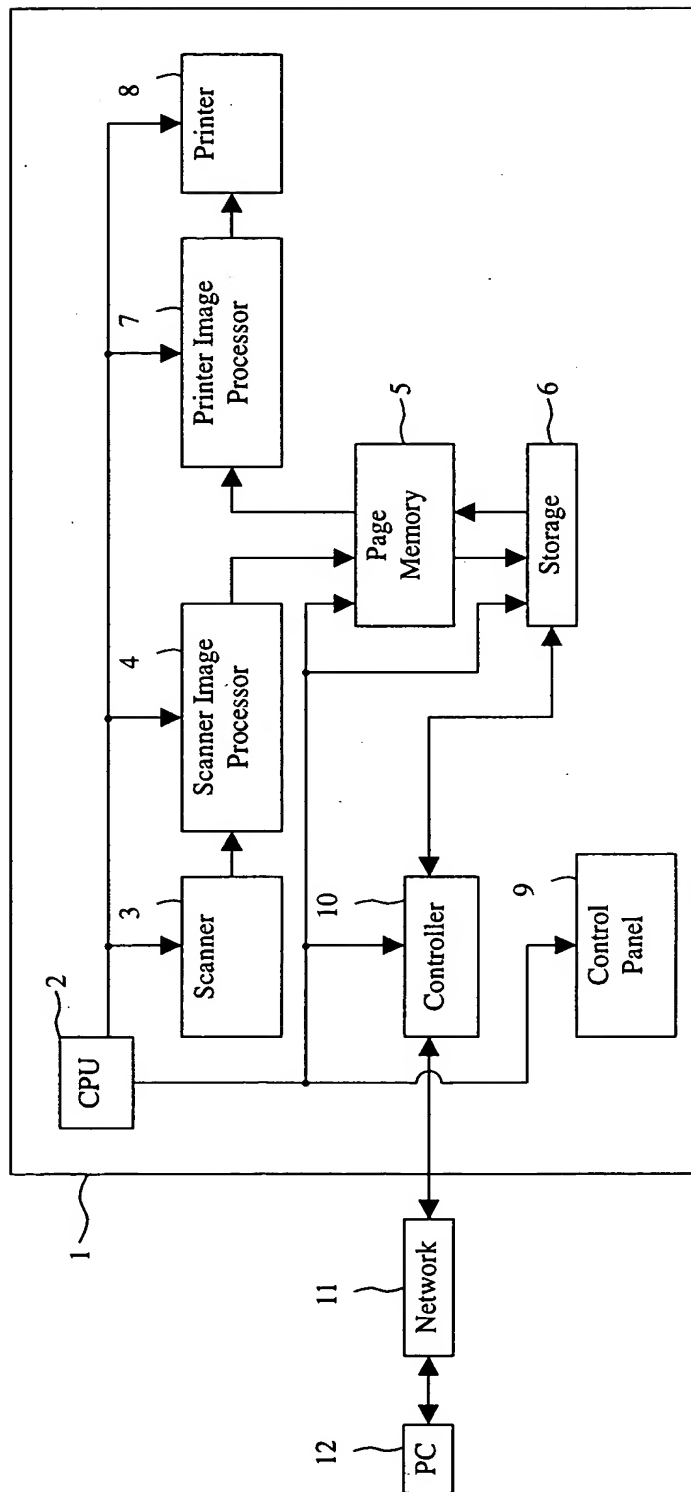 2
CPU
3
Scanner
4
Scanner Image
Processor
7
Printer Image
Processor
8
Printer
5
Page
Memory
6
Storage
10
Controller
9
Control
Panel
1
11
Network
12
PC